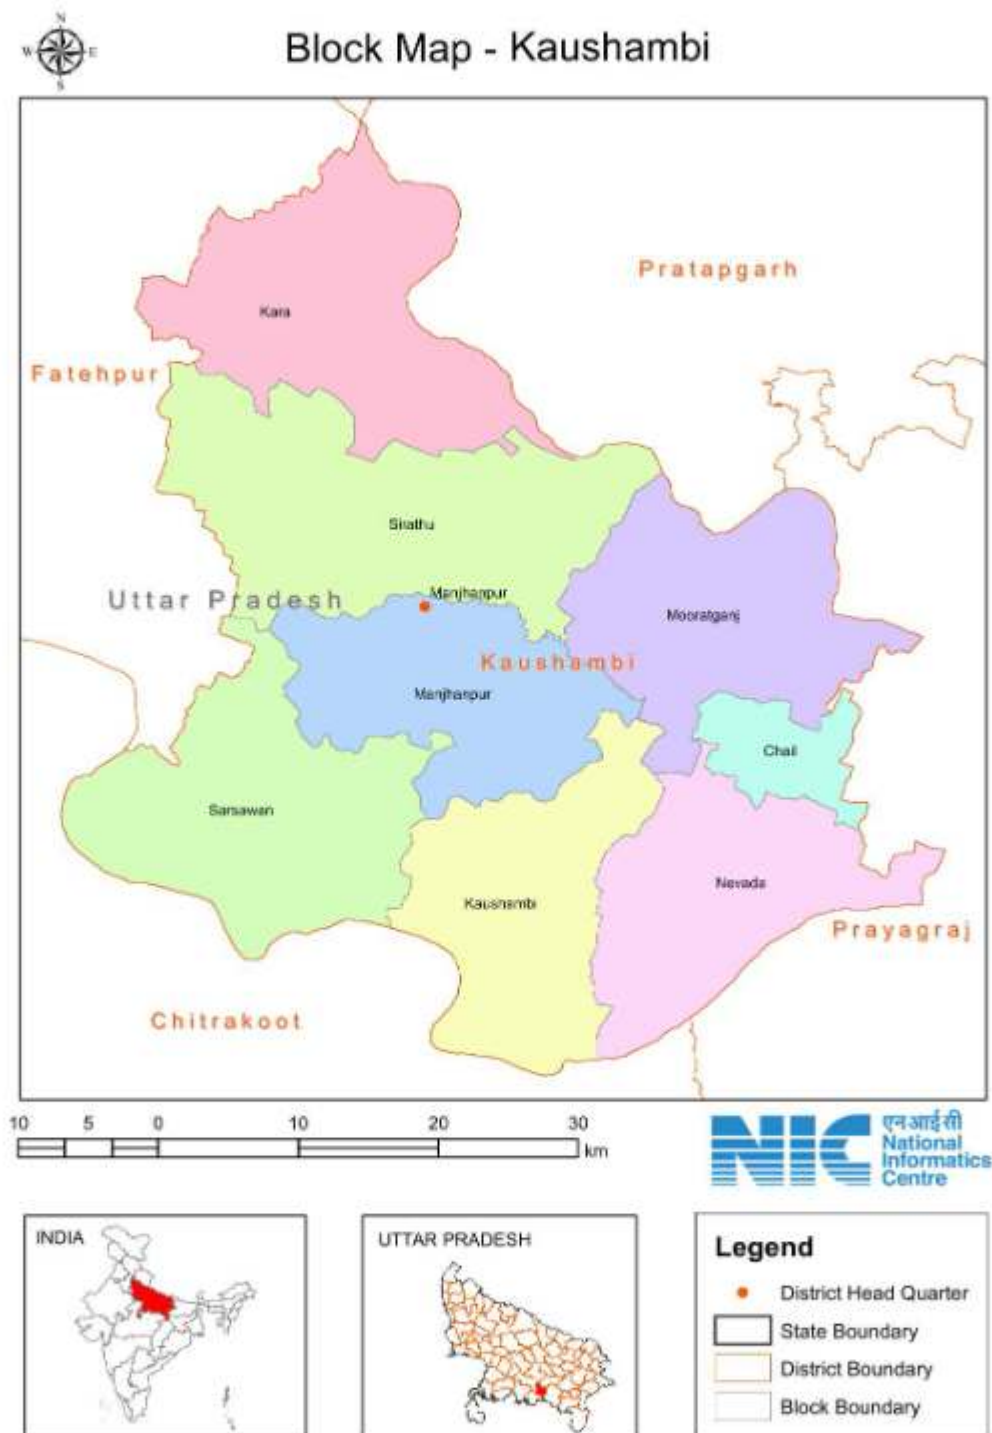 N
W E
S
Block Map - Kaushambi
Pratapgarh
Kara
Fatehpur
Sirathu
Manjhanpur
Uttar Pradesh
Mooratganj
Kaushambi
Manjhanpur
Chail
Sarsawan
Nevada
Kaushambi
Prayagraj
Chitrakoot
10 5 0 10 20 30
km
NIC
एनआईसी
National
Informatics
Centre
INDIA
UTTAR PRADESH
Legend
District Head Quarter
State Boundary
District Boundary
Block Boundary